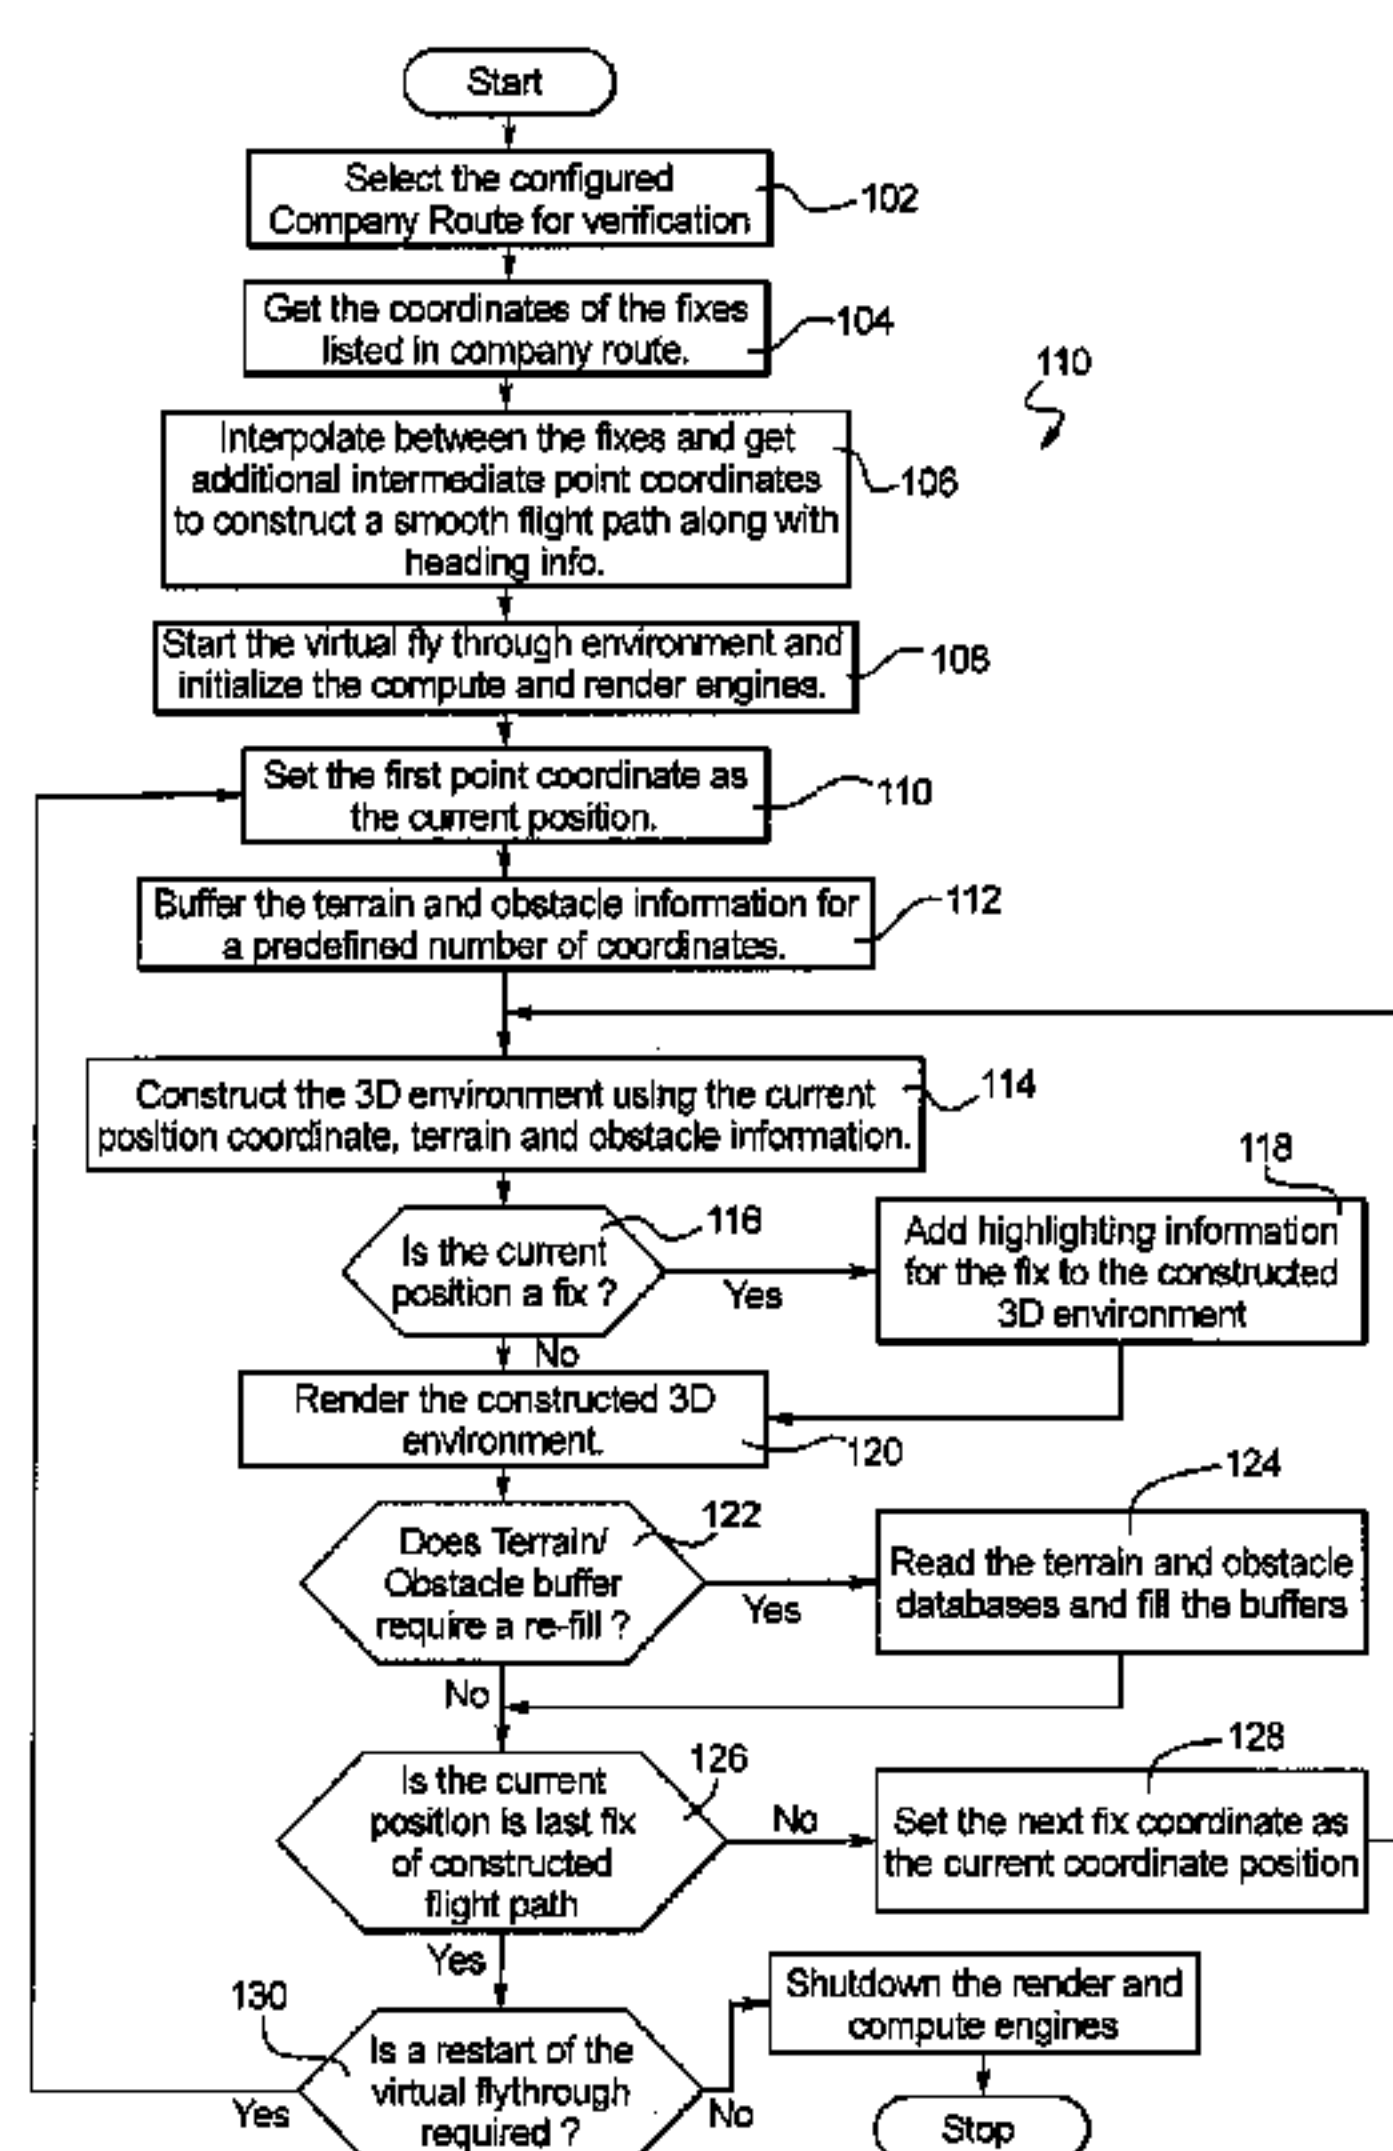 Start
Select the configured
Company Route for verification
102
Get the coordinates of the fixes
listed in company route.
104
110
Interpolate between the fixes and get
additional intermediate point coordinates
to construct a smooth flight path along with
heading info.
106
Start the virtual fly through environment and
initialize the compute and render engines.
108
Set the first point coordinate as
the current position.
110
Buffer the terrain and obstacle information for
a predefined number of coordinates.
112
Construct the 3D environment using the current
position coordinate, terrain and obstacle information.
114
118
Is the current
position a fix ?
116
Yes
Add highlighting information
for the fix to the constructed
3D environment
No
Render the constructed 3D
environment.
120
124
Does Terrain/
Obstacle buffer
require a re-fill ?
122
Yes
Read the terrain and obstacle
databases and fill the buffers
No
128
Is the current
position is last fix
of constructed
flight path
126
No
Set the next fix coordinate as
the current coordinate position
Yes
130
Is a restart of the
virtual flythrough
required ?
Yes
No
Shutdown the render and
compute engines
Stop